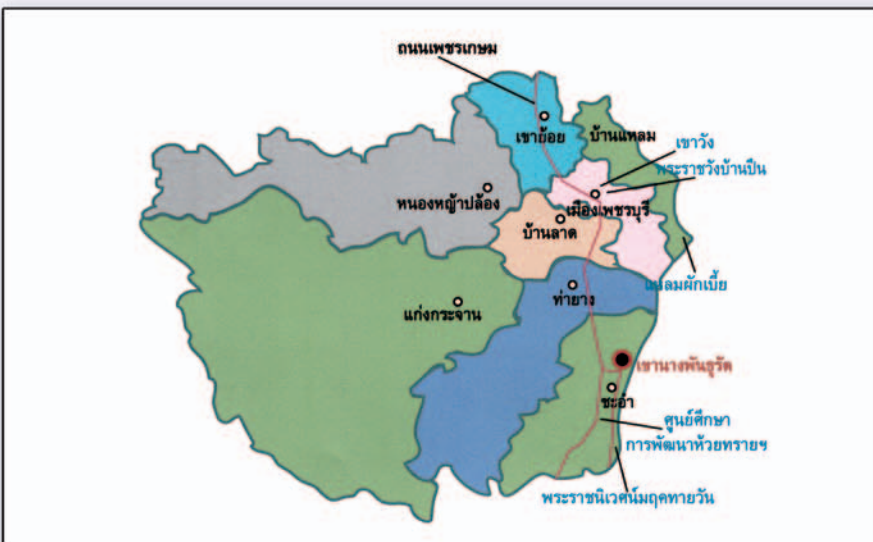 ถนนเพชรเกษม
เขาย้อย
บ้านแหลม
เขาวัง
พระราชวังบ้านปืน
หนองหญ้าปล้อง
เมืองเพชรบุรี
บ้านลาด
แหลมผักเบี้ย
แก่งกระจาน
ท่ายาง
เขานางพันธุรัต
ชะอำ
ศูนย์ศึกษา
การพัฒนาห้วยทรายฯ
พระราชนิเวศน์มฤคทายวัน